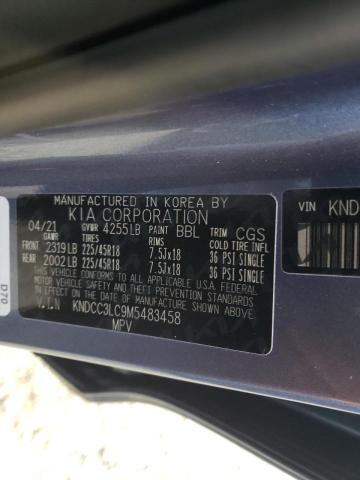 MANUFACTURED IN KOREA BY
KIA CORPORATION
04/21 GVWR 4255LB PAINT BBL TRIM CGS
GAWR TIRES RIMS COLD TIRE INFL
FRONT 2319LB 225/45R18 7.5Jx18 36 PSI SINGLE
REAR 2002LB 225/45R18 7.5Jx18 36 PSI SINGLE
THIS VEHICLE CONFORMS TO ALL APPLICABLE U.S.A. FEDERAL
MOTOR VEHICLE SAFETY AND THEFT PREVENTION STANDARDS
IN EFFECT ON THE DATE OF MANUFACTURE SHOWN ABOVE.
V.I.N KNDCC3LC9M5483458
MPV
VIN KND
D70